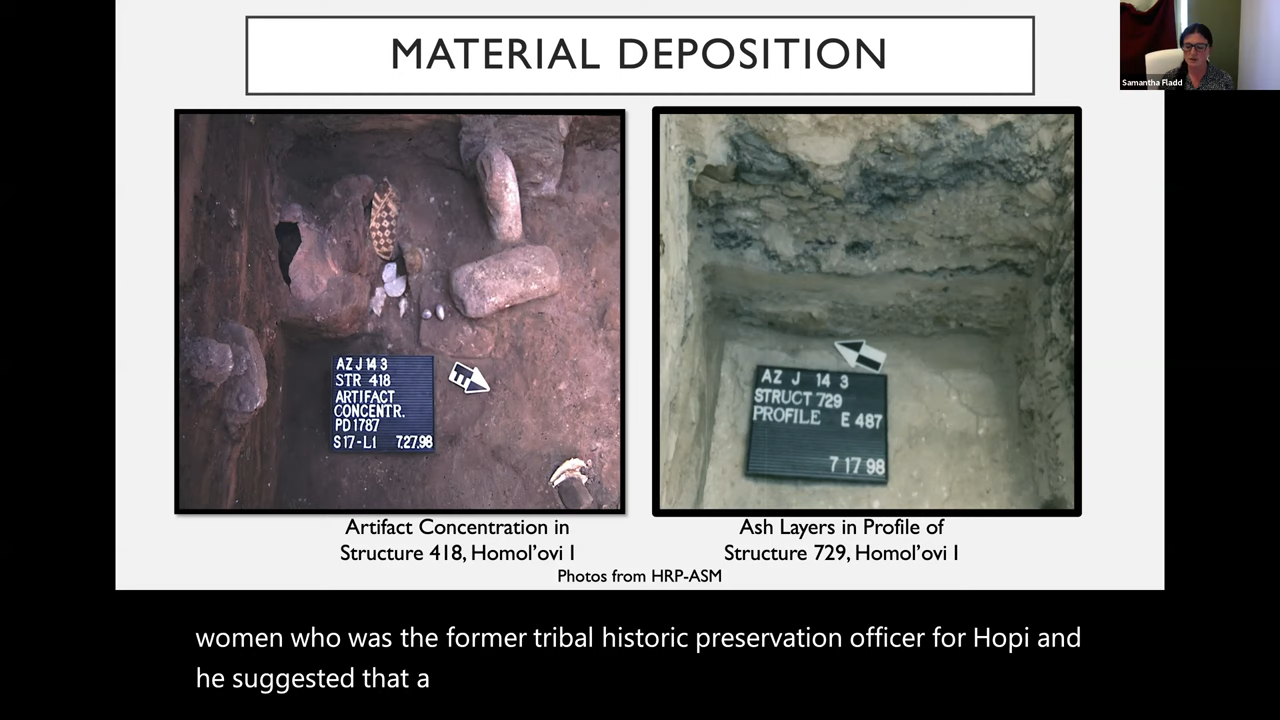 MATERIAL DEPOSITION
Samantha Fladd
AZ J 14 3
STR 418
ARTIFACT
CONCENTR.
PD 1787
S17-L1 7.27.98
AZ J 14 3
STRUCT 729
PROFILE E 487
7 17 98
Artifact Concentration in
Structure 418, Homol'ovi I
Ash Layers in Profile of
Structure 729, Homol'ovi I
Photos from HRP-ASM
women who was the former tribal historic preservation officer for Hopi and
he suggested that a